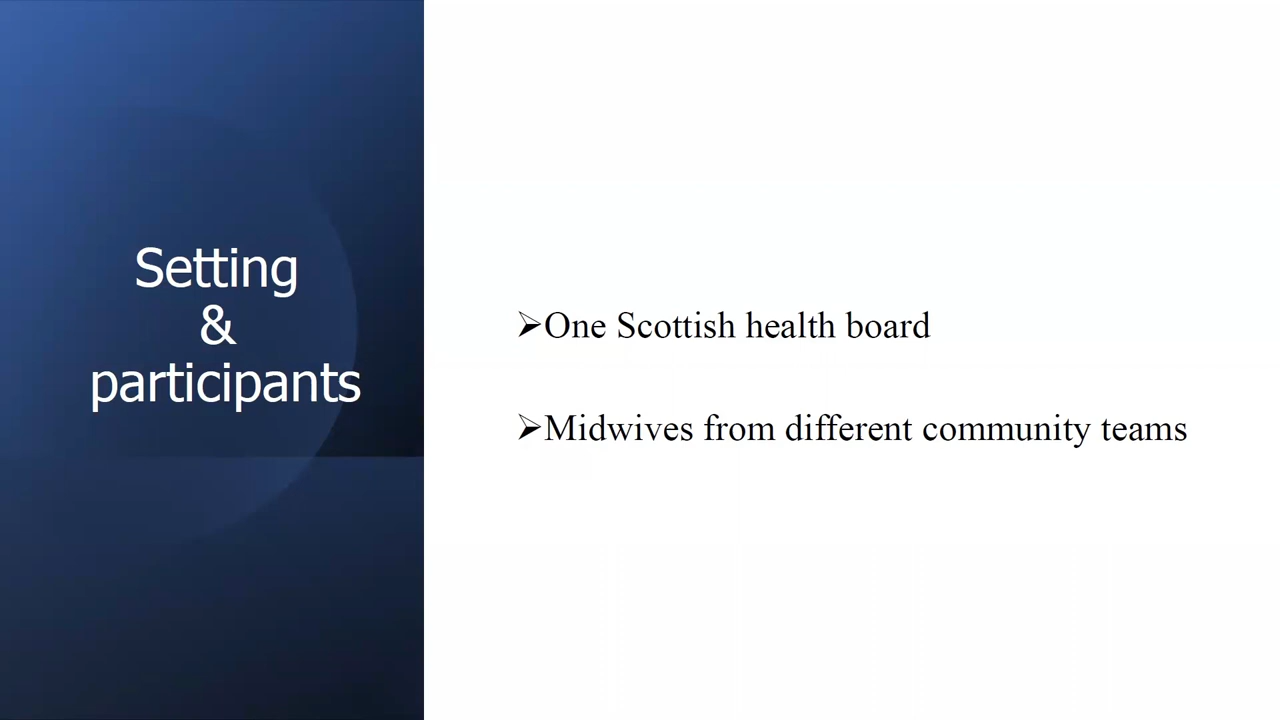 Setting
&
participants
➢One Scottish health board
➢Midwives from different community teams